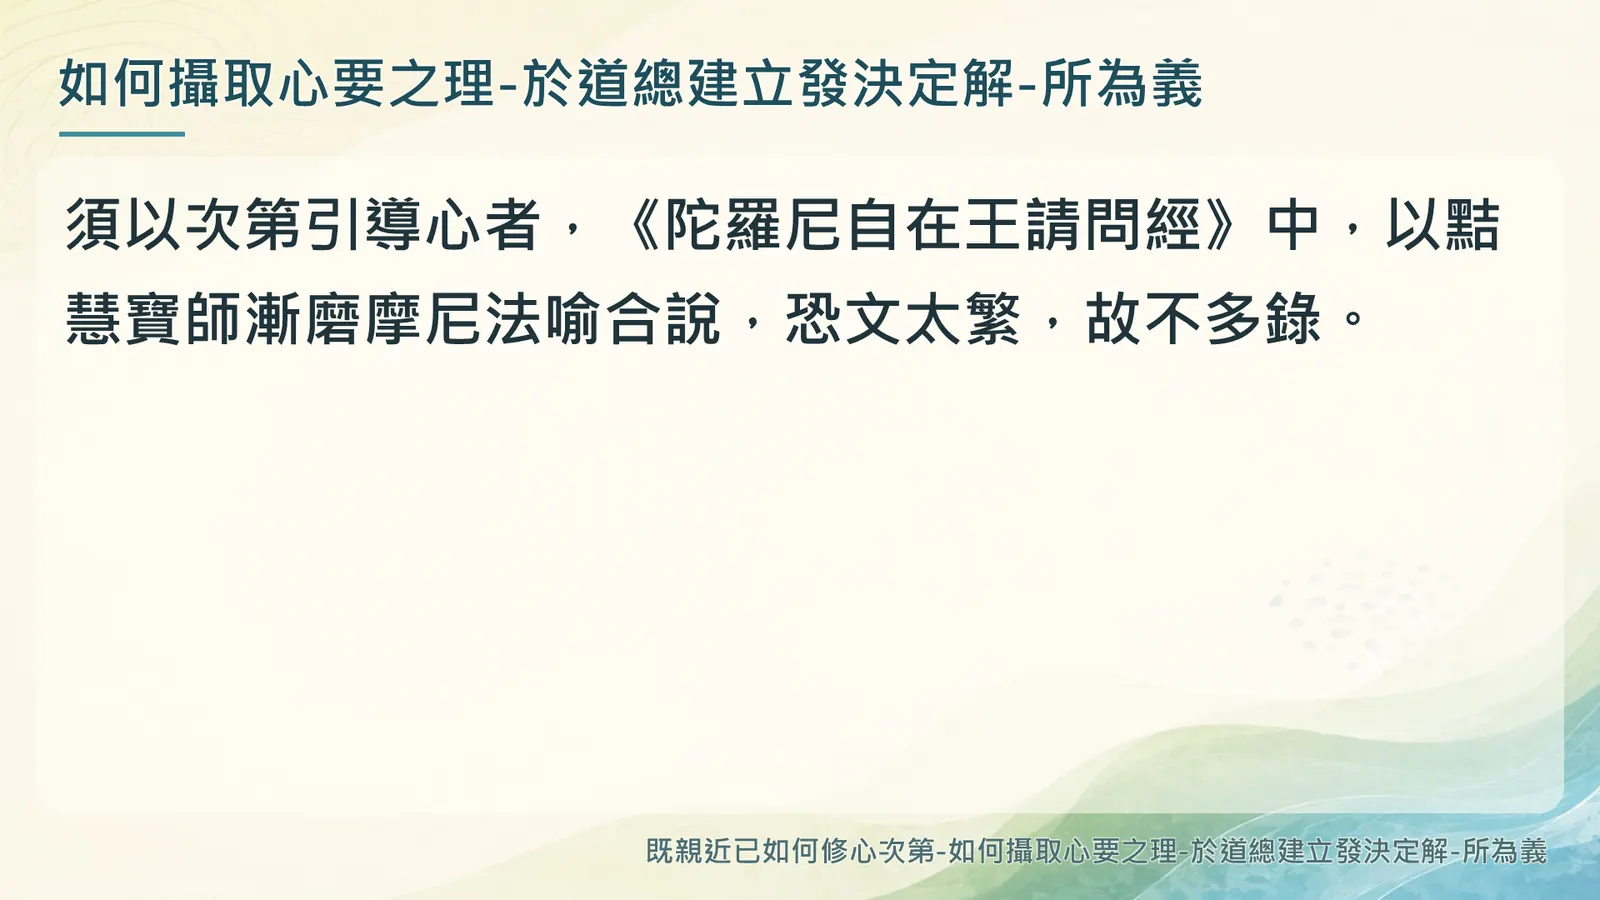 如何攝取心要之理-於道總建立發決定解-所為義
須以次第引導心者，《陀羅尼自在王請問經》中，以黠
慧寶師漸磨摩尼法喻合說，恐文太繁，故不多錄。
既親近已如何修心次第-如何攝取心要之理-於道總建立發決定解-所為義